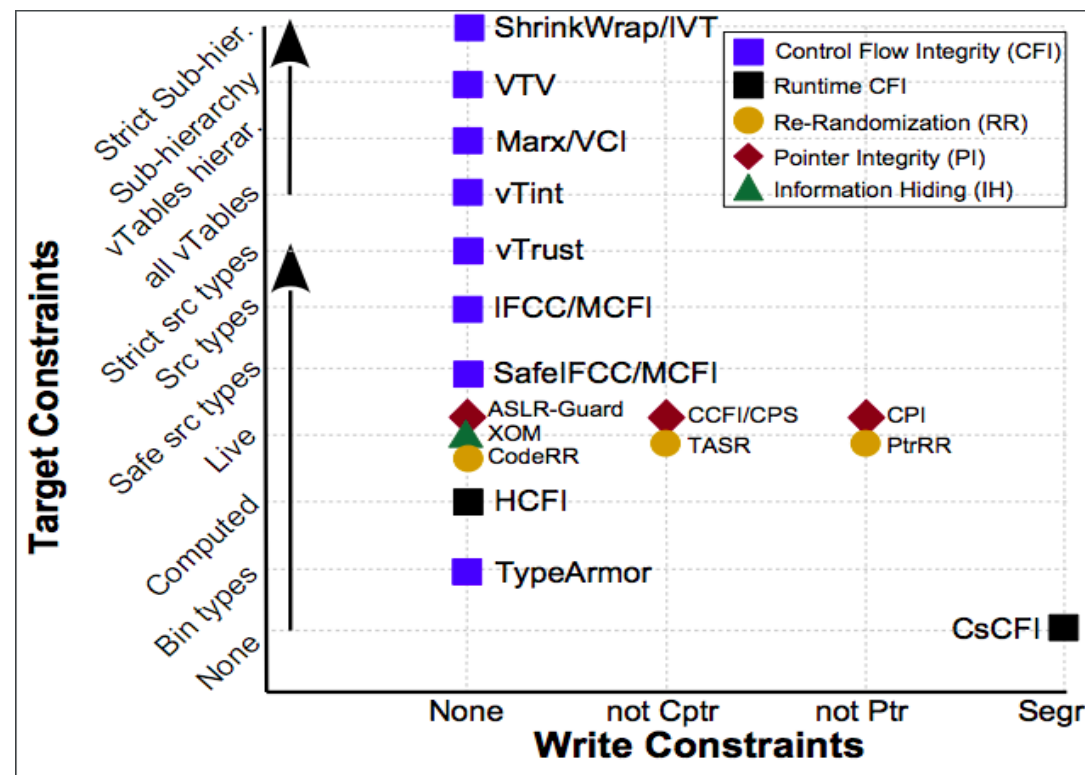 Strict Sub-hier.
Sub-hierarchy
vTables hierar.
all vTables
Strict src types
Src types
Safe src types
Live
Computed
Bin types
None
Target Constraints
ShrinkWrap/IVT
VTV
Marx/VCI
vTint
vTrust
IFCC/MCFI
SafeIFCC/MCFI
ASLR-Guard
CCFI/CPS
CPI
XOM
CodeRR
TASR
PtrRR
HCFI
TypeArmor
CsCFI
Control Flow Integrity (CFI)
Runtime CFI
Re-Randomization (RR)
Pointer Integrity (PI)
Information Hiding (IH)
None not Cptr not Ptr Segr
Write Constraints